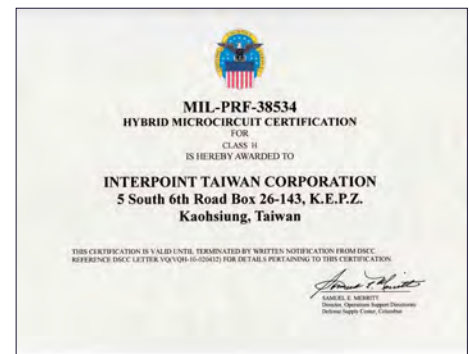 MIL-PRF-38534
HYBRID MICROCIRCUIT CERTIFICATION
FOR
CLASS H
IS HEREBY AWARDED TO
INTERPOINT TAIWAN CORPORATION
5 South 6th Road Box 26-143, K.E.P.Z.
Kaohsiung, Taiwan
THIS CERTIFICATION IS VALID UNTIL TERMINATED BY WRITTEN NOTIFICATION FROM DSCC
REFERENCE DSCC LETTER VQ(VQH-10-020412) FOR DETAILS PERTAINING TO THIS CERTIFICATION
SAMUEL E. MERRITT
Director, Operations Support Directorate
Defense Supply Center, Columbus